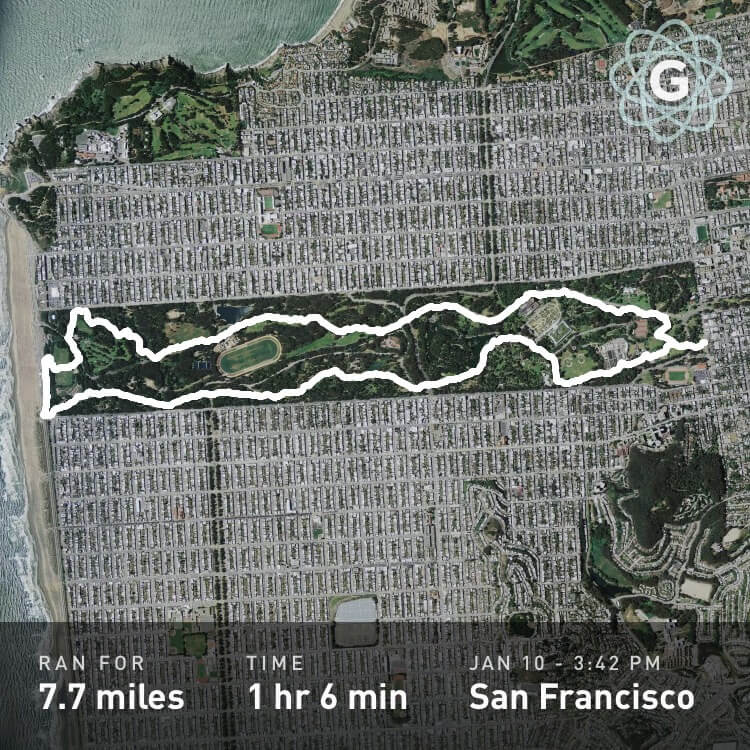 G
RAN FOR
7.7 miles
TIME
1 hr 6 min
JAN 10 - 3:42 PM
San Francisco